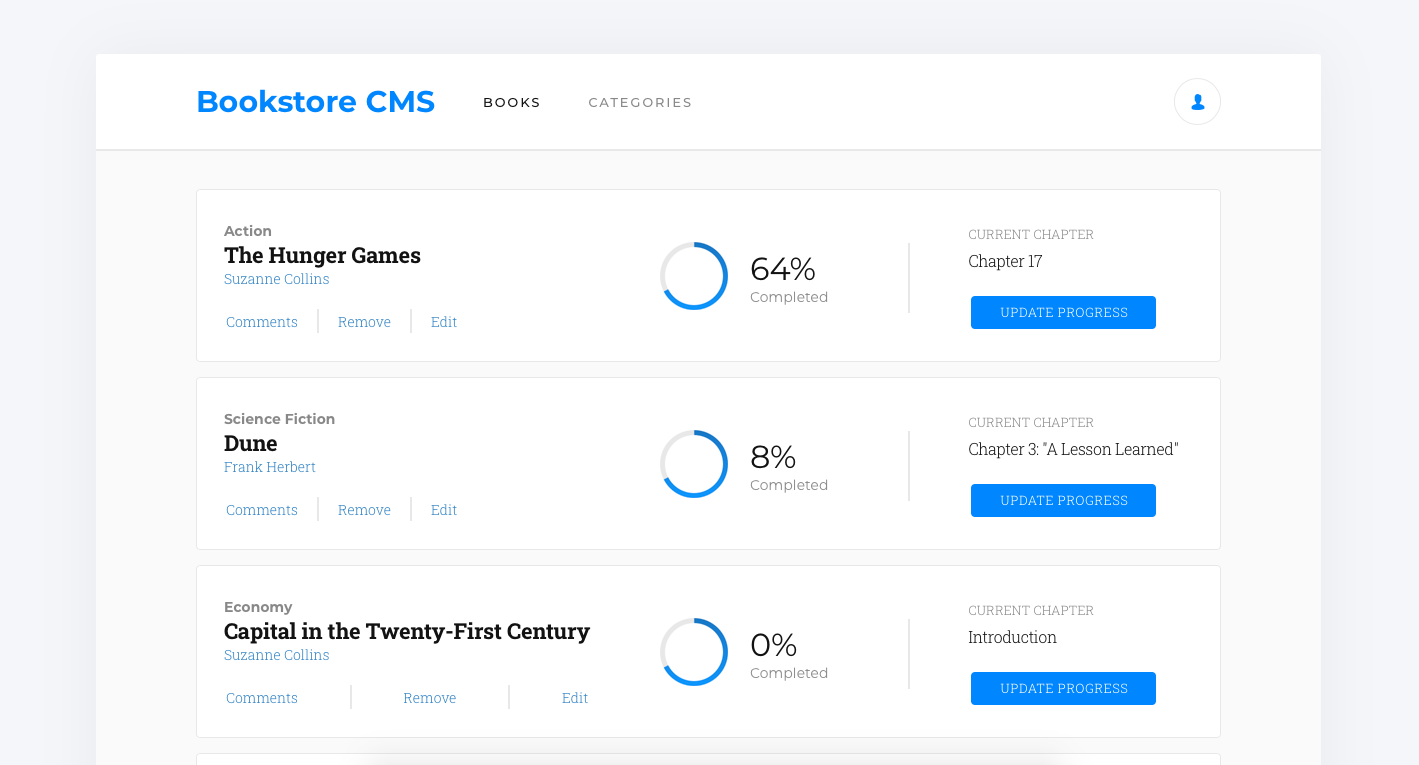 Bookstore CMS BOOKS CATEGORIES
Action
The Hunger Games
Suzanne Collins
Comments Remove Edit
64%
Completed
CURRENT CHAPTER
Chapter 17
UPDATE PROGRESS
Science Fiction
Dune
Frank Herbert
Comments Remove Edit
8%
Completed
CURRENT CHAPTER
Chapter 3: "A Lesson Learned"
UPDATE PROGRESS
Economy
Capital in the Twenty-First Century
Suzanne Collins
Comments Remove Edit
0%
Completed
CURRENT CHAPTER
Introduction
UPDATE PROGRESS